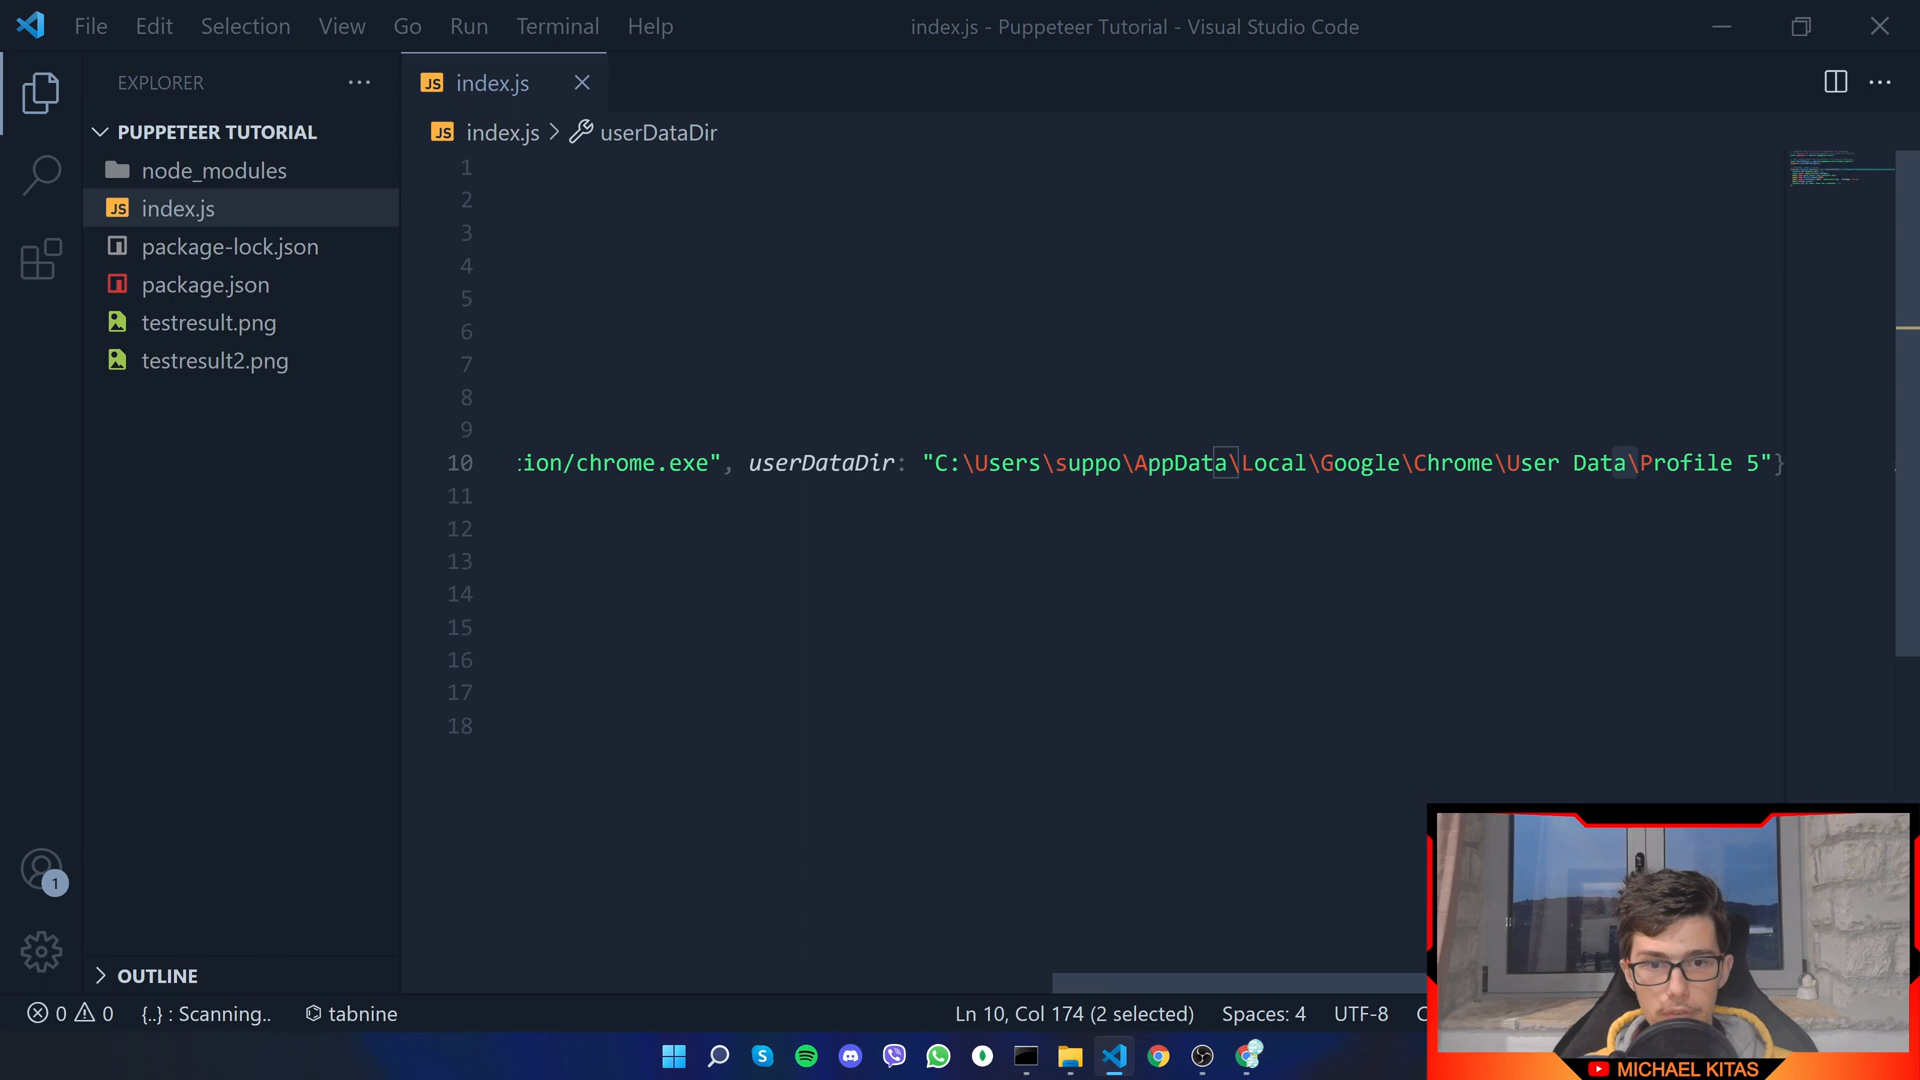 File Edit Selection View Go Run Terminal Help
index.js - Puppeteer Tutorial - Visual Studio Code
EXPLORER
PUPPETEER TUTORIAL
node_modules
JS index.js
package-lock.json
package.json
testresult.png
testresult2.png
OUTLINE
JS index.js
JS index.js > userDataDir
1
2
3
4
5
6
7
8
9
10 ion/chrome.exe", userDataDir: "C:\Users\suppo\AppData\Local\Google\Chrome\User Data\Profile 5"}
11
12
13
14
15
16
17
18
1
0 0 {..} : Scanning.. tabnine
Ln 10, Col 174 (2 selected) Spaces: 4 UTF-8
MICHAEL KITAS